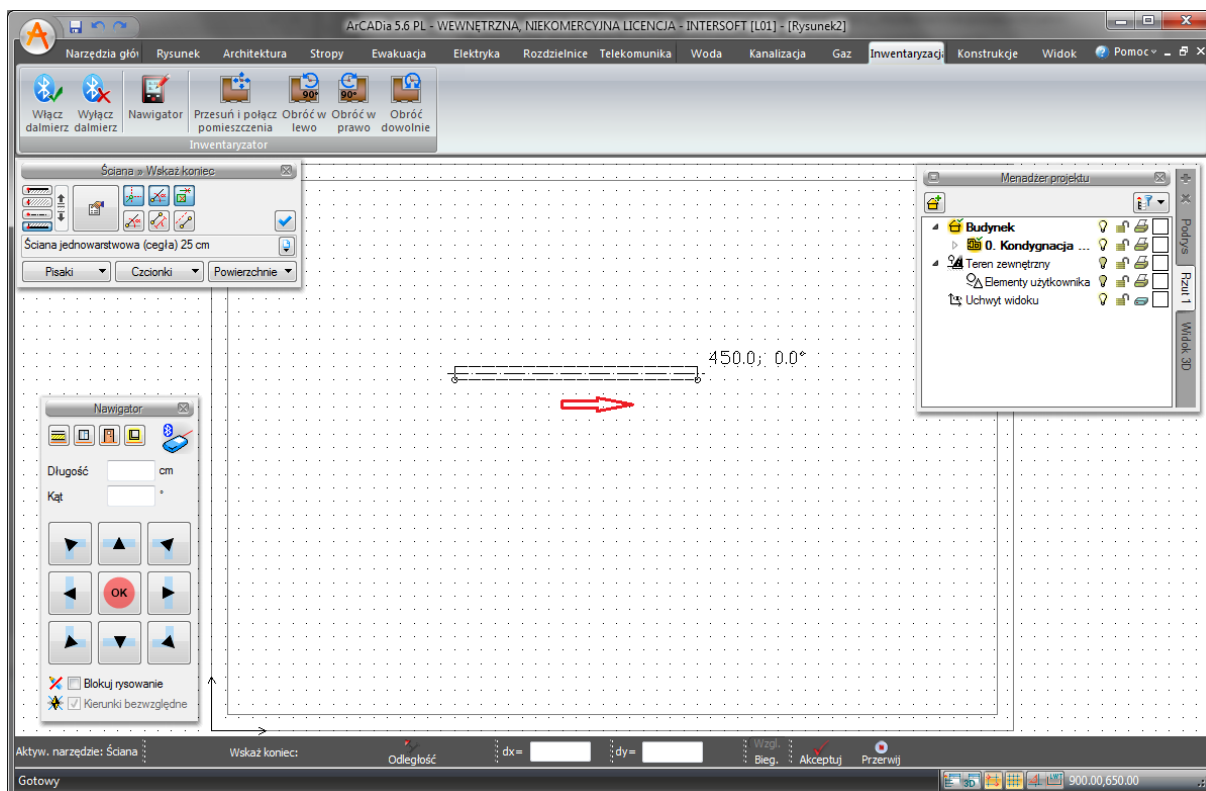 ArCADia 5.6 PL - WEWNĘTRZNA, NIEKOMERCYJNA LICENCJA - INTERSOFT [L01] - [Rysunek2]
Narzędzia głó Rysunek Architektura Stropy Ewakuacja Elektryka Rozdzielnice Telekomunika Woda Kanalizacja Gaz Inwentaryzacj Konstrukcje Widok Pomoc
Włącz dalmierz
Wyłącz dalmierz
Nawigator
Przesuń i połącz pomieszczenia
Obróć w lewo
90°
Obróć w prawo
90°
Obróć dowolnie
Inwentaryzator
Ściana » Wskaż koniec
Ściana jednowarstwowa (cegła) 25 cm
Pisaki Czcionki Powierzchnie
Menadżer projektu
Budynek
0. Kondygnacja ...
Teren zewnętrzny
Elementy użytkownika
Uchwyt widoku
Podrys
Rzut 1
Widok 3D
450.0; 0.0°
Nawigator
Długość cm
Kąt °
OK
Blokuj rysowanie
Kierunki bezwzględne
Aktyw. narzędzie: Ściana Wskaż koniec: Odległość dx= dy= Wzgl. Bieg. Akceptuj Przerwij
Gotowy 3D 900.00,650.00